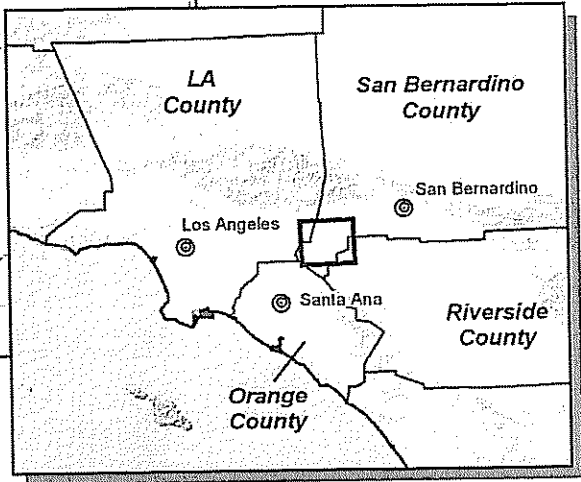 LA
County
San Bernardino
County
San Bernardino
Los Angeles
Santa Ana
Riverside
County
Orange
County